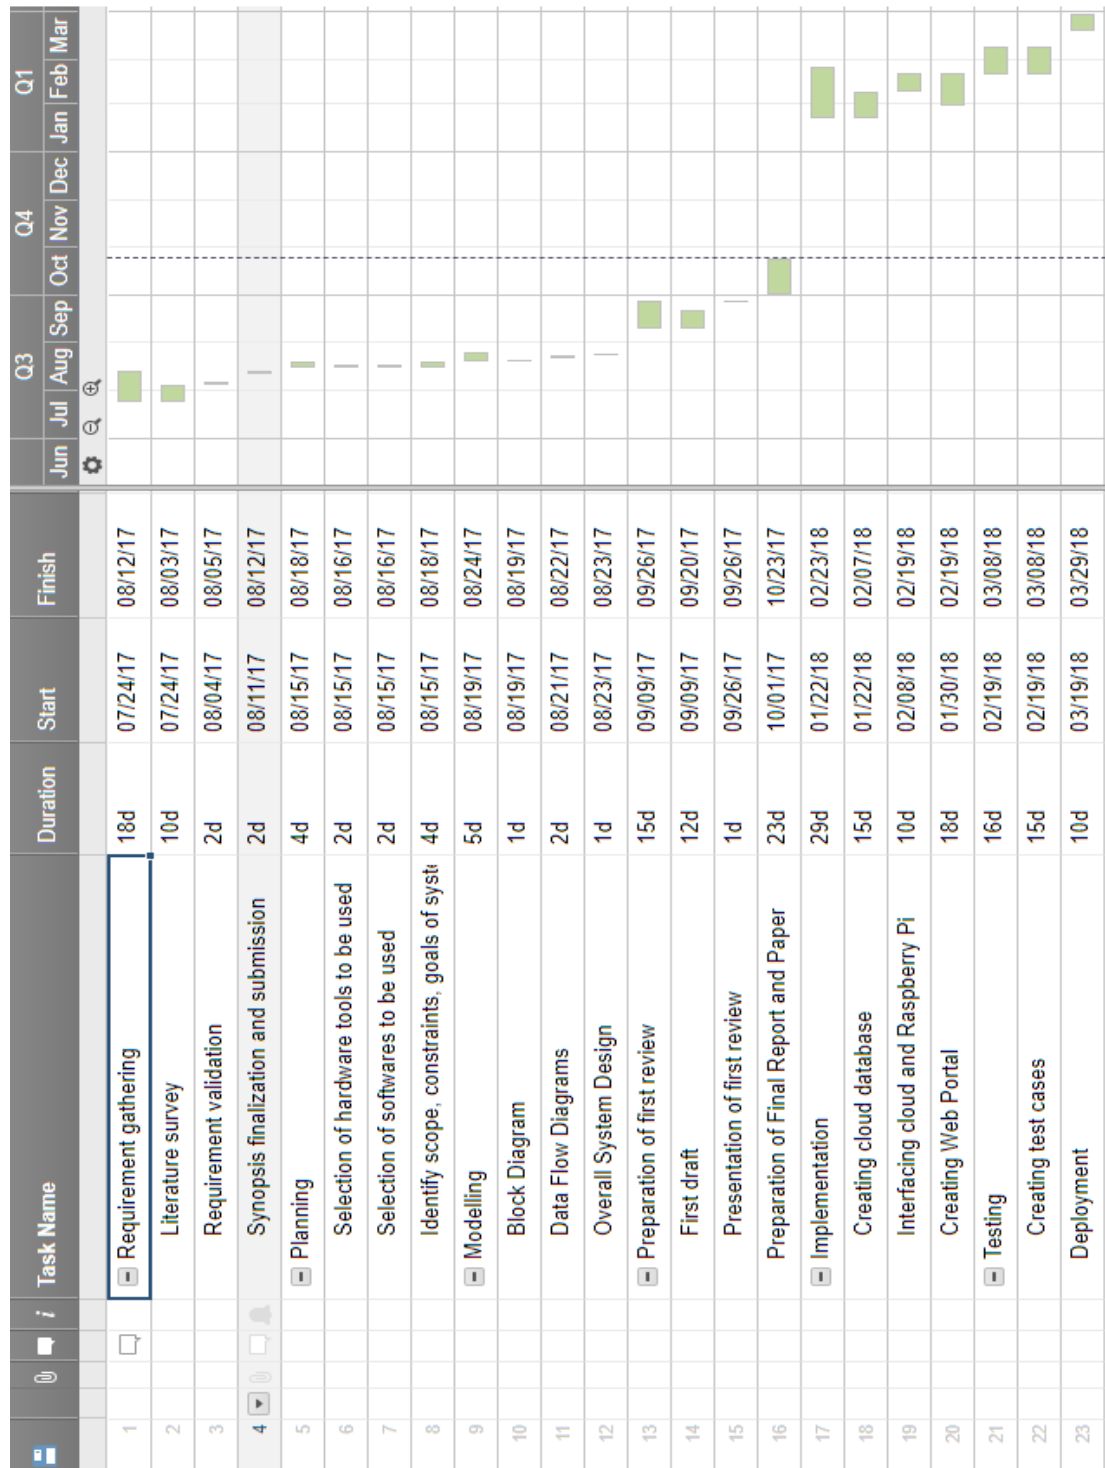 Task Name Duration Start Finish Q3 Q4 Q1
Jun Jul Aug Sep Oct Nov Dec Jan Feb Mar
1 Requirement gathering 18d 07/24/17 08/12/17
2 Literature survey 10d 07/24/17 08/03/17
3 Requirement validation 2d 08/04/17 08/05/17
4 Synopsis finalization and submission 2d 08/11/17 08/12/17
5 Planning 4d 08/15/17 08/18/17
6 Selection of hardware tools to be used 2d 08/15/17 08/16/17
7 Selection of softwares to be used 2d 08/15/17 08/16/17
8 Identify scope, constraints, goals of syste 4d 08/15/17 08/18/17
9 Modelling 5d 08/19/17 08/24/17
10 Block Diagram 1d 08/19/17 08/19/17
11 Data Flow Diagrams 2d 08/21/17 08/22/17
12 Overall System Design 1d 08/23/17 08/23/17
13 Preparation of first review 15d 09/09/17 09/26/17
14 First draft 12d 09/09/17 09/20/17
15 Presentation of first review 1d 09/26/17 09/26/17
16 Preparation of Final Report and Paper 23d 10/01/17 10/23/17
17 Implementation 29d 01/22/18 02/23/18
18 Creating cloud database 15d 01/22/18 02/07/18
19 Interfacing cloud and Raspberry Pi 10d 02/08/18 02/19/18
20 Creating Web Portal 18d 01/30/18 02/19/18
21 Testing 16d 02/19/18 03/08/18
22 Creating test cases 15d 02/19/18 03/08/18
23 Deployment 10d 03/19/18 03/29/18